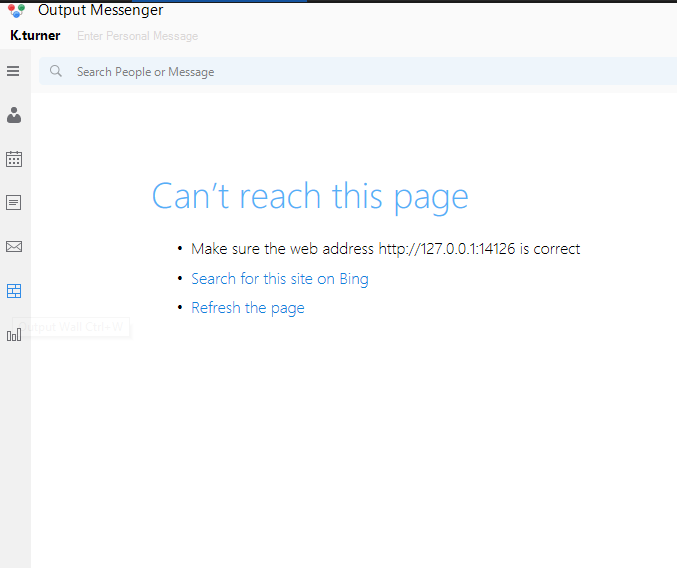 Output Messenger
K.turner Enter Personal Message
Search People or Message
Can't reach this page
• Make sure the web address http://127.0.0.1:14126 is correct
• Search for this site on Bing
• Refresh the page
Output Wall Ctrl+W